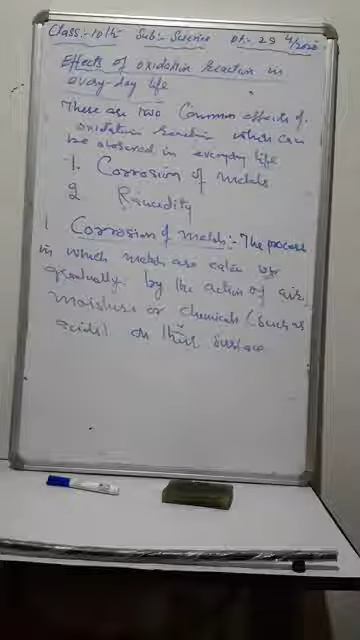 Class:- 10th Sub:- Science Dt:- 29 4/2020
Effects of oxidation reaction in
every-day life
There are two Common effects of
oxidation reaction which can
be observed in everyday life
1. Corrosion of metals
2 Rancidity
1 Corrosion of metals:- The process
in which metals are eaten up
gradually by the action of air,
moisture or chemicals (such as
acids) on their surface